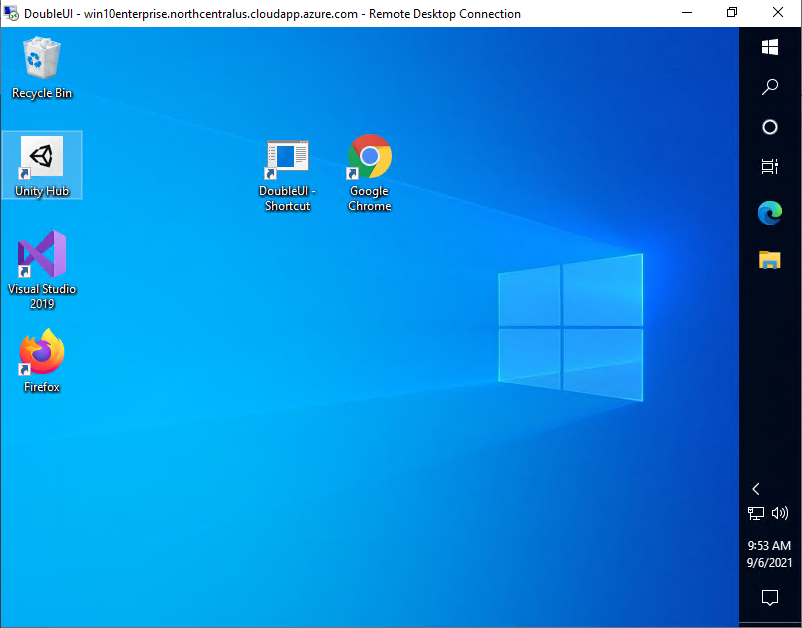 DoubleUI - win10enterprise.northcentralus.cloudapp.azure.com - Remote Desktop Connection
Recycle Bin
Unity Hub
DoubleUI -
Shortcut
Google
Chrome
Visual Studio
2019
Firefox
9:53 AM
9/6/2021